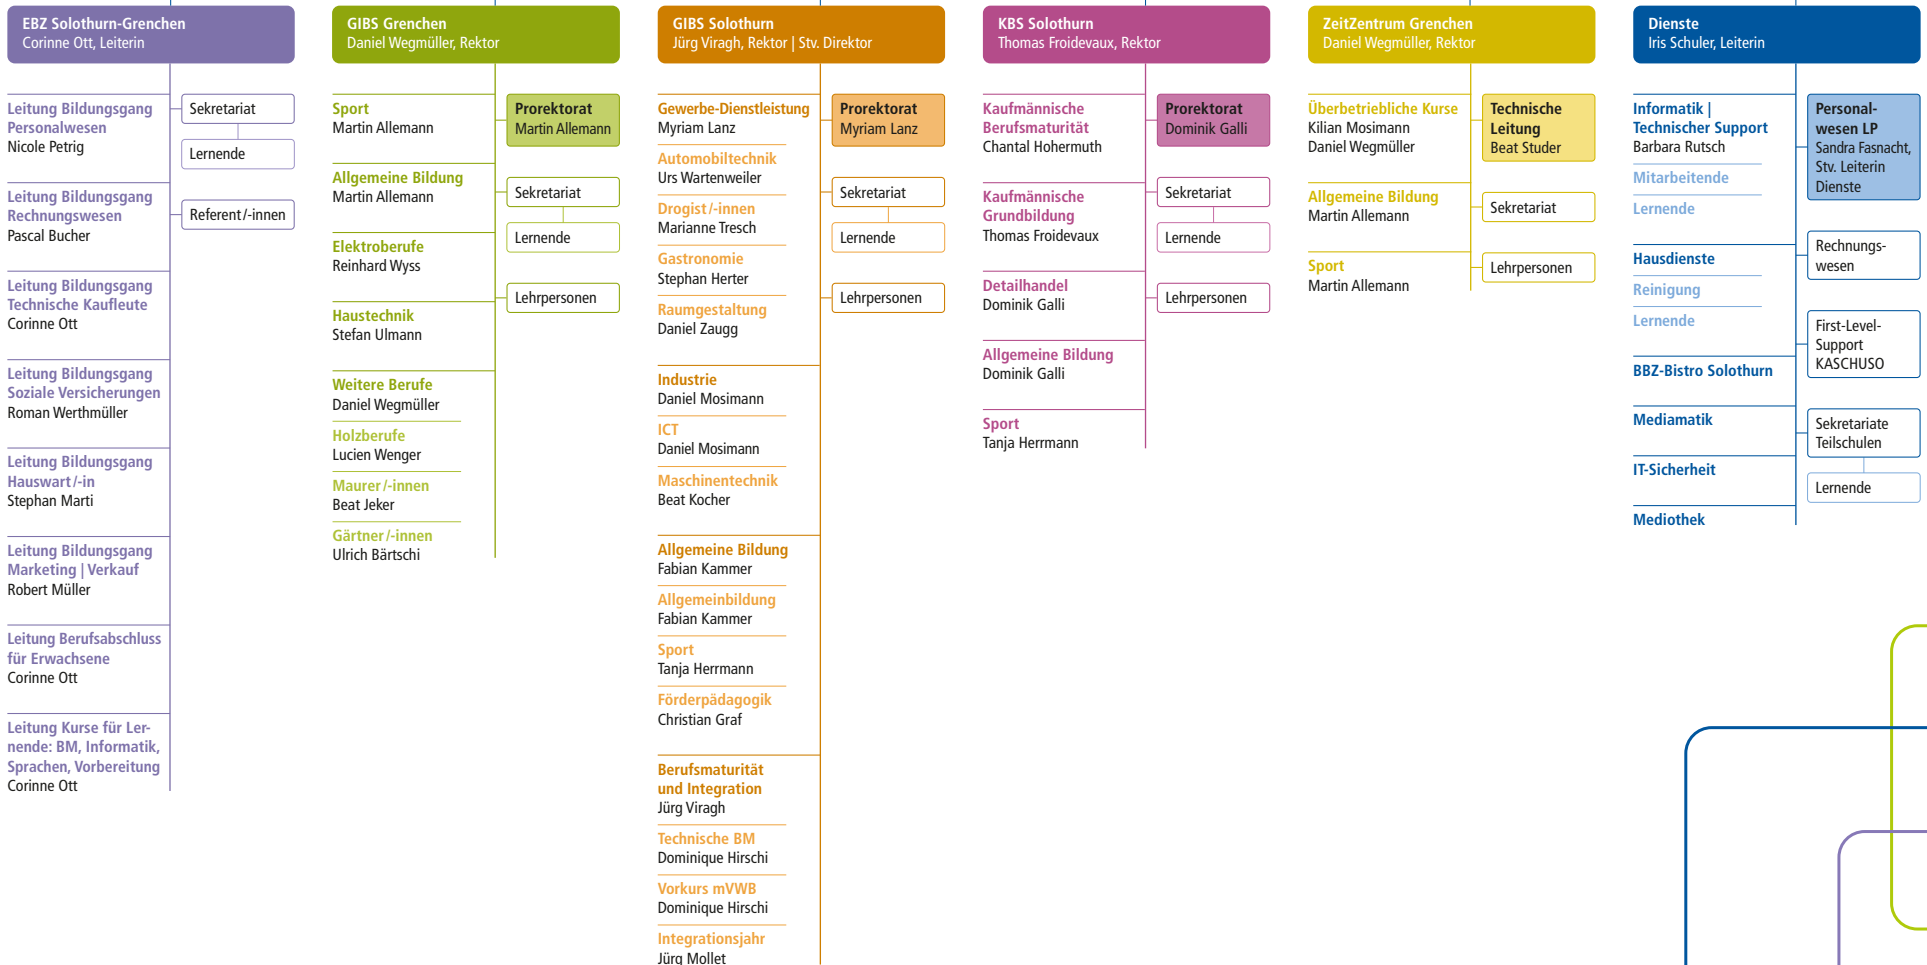 EBZ Solothurn-Grenchen
Corinne Ott, Leiterin
Leitung Bildungsgang
Personalwesen
Nicole Petrig
Leitung Bildungsgang
Rechnungswesen
Pascal Bucher
Leitung Bildungsgang
Technische Kaufleute
Corinne Ott
Leitung Bildungsgang
Soziale Versicherungen
Roman Werthmüller
Leitung Bildungsgang
Hauswart/-in
Stephan Marti
Leitung Bildungsgang
Marketing | Verkauf
Robert Müller
Leitung Berufsabschluss
für Erwachsene
Corinne Ott
Leitung Kurse für Ler-
nende: BM, Informatik,
Sprachen, Vorbereitung
Corinne Ott
Sekretariat
Lernende
Referent/-innen
GIBS Grenchen
Daniel Wegmüller, Rektor
Sport
Martin Allemann
Allgemeine Bildung
Martin Allemann
Elektroberufe
Reinhard Wyss
Haustechnik
Stefan Ulmann
Weitere Berufe
Daniel Wegmüller
Holzberufe
Lucien Wenger
Maurer/-innen
Beat Jeker
Gärtner/-innen
Ulrich Bärtschi
Prorektorat
Martin Allemann
Sekretariat
Lernende
Lehrpersonen
GIBS Solothurn
Jürg Viragh, Rektor | Stv. Direktor
Gewerbe-Dienstleistung
Myriam Lanz
Automobiltechnik
Urs Wartenweiler
Drogist/-innen
Marianne Tresch
Gastronomie
Stephan Herter
Raumgestaltung
Daniel Zaugg
Industrie
Daniel Mosimann
ICT
Daniel Mosimann
Maschinentechnik
Beat Kocher
Allgemeine Bildung
Fabian Kammer
Allgemeinbildung
Fabian Kammer
Sport
Tanja Herrmann
Förderpädagogik
Christian Graf
Berufsmaturität
und Integration
Jürg Viragh
Technische BM
Dominique Hirschi
Vorkurs mVWB
Dominique Hirschi
Integrationsjahr
Jürg Mollet
Prorektorat
Myriam Lanz
Sekretariat
Lernende
Lehrpersonen
KBS Solothurn
Thomas Froidevaux, Rektor
Kaufmännische
Berufsmaturität
Chantal Hohermuth
Kaufmännische
Grundbildung
Thomas Froidevaux
Detailhandel
Dominik Galli
Allgemeine Bildung
Dominik Galli
Sport
Tanja Herrmann
Prorektorat
Dominik Galli
Sekretariat
Lernende
Lehrpersonen
ZeitZentrum Grenchen
Daniel Wegmüller, Rektor
Überbetriebliche Kurse
Kilian Mosimann
Daniel Wegmüller
Allgemeine Bildung
Martin Allemann
Sport
Martin Allemann
Technische
Leitung
Beat Studer
Sekretariat
Lehrpersonen
Dienste
Iris Schuler, Leiterin
Informatik |
Technischer Support
Barbara Rutsch
Mitarbeitende
Lernende
Hausdienste
Reinigung
Lernende
BBZ-Bistro Solothurn
Mediamatik
IT-Sicherheit
Mediothek
Personal-
wesen LP
Sandra Fasnacht,
Stv. Leiterin
Dienste
Rechnungs-
wesen
First-Level-
Support
KASCHUSO
Sekretariate
Teilschulen
Lernende